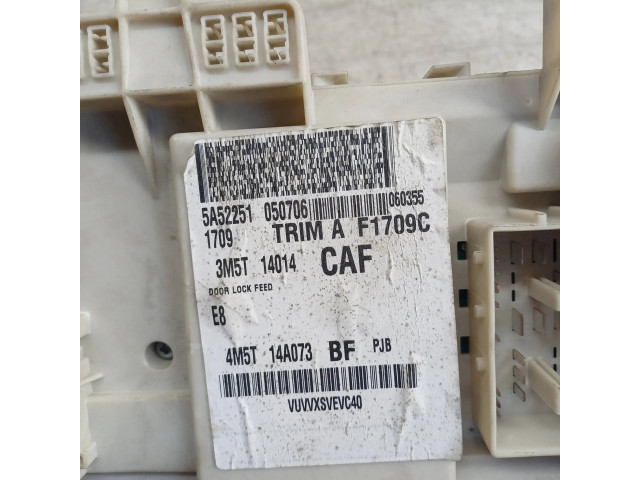 5A52251 050706 060355
1709 TRIM A F1709C
3M5T 14014 CAF
DOOR LOCK FEED
E8
4M5T 14A073 BF PJB
VUVVXSVEVC40